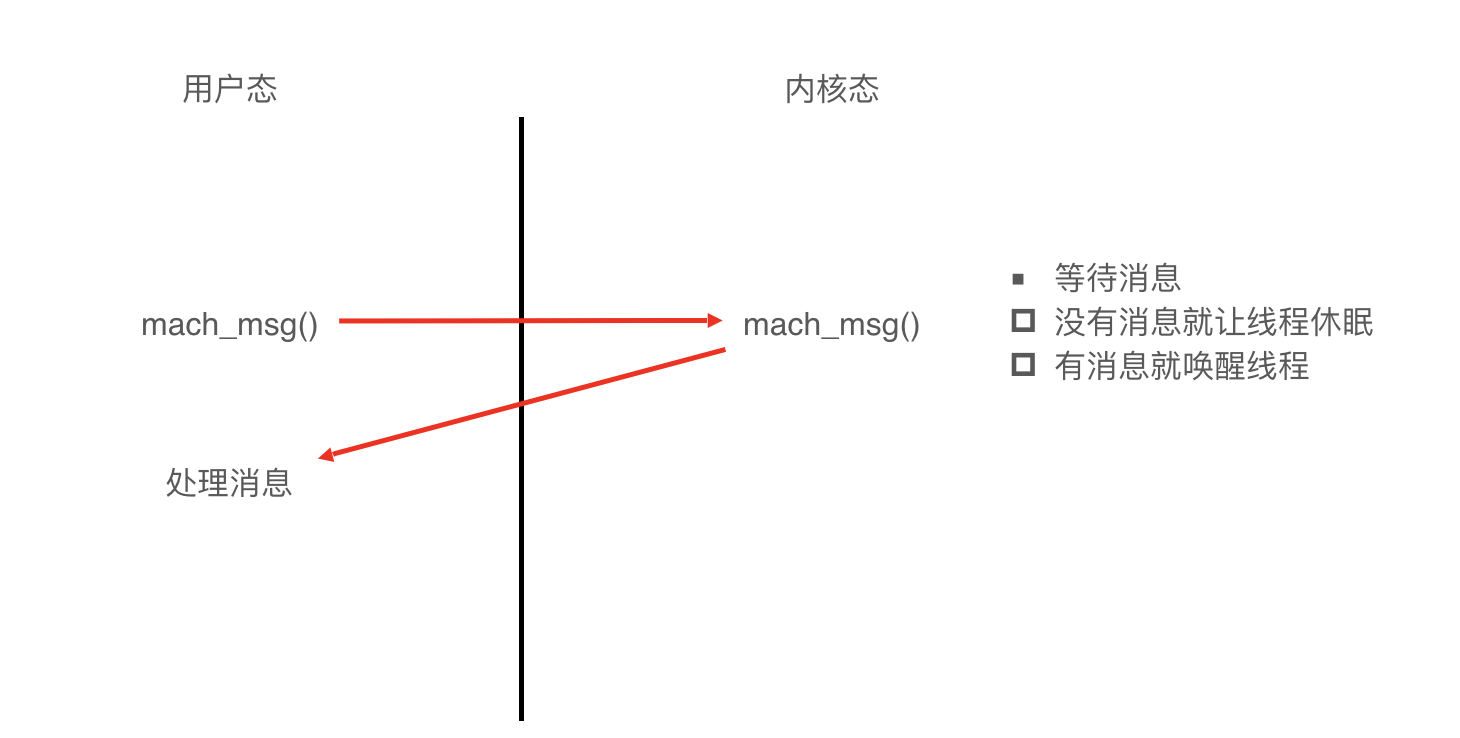 用户态
内核态
mach_msg()
mach_msg()
等待消息
没有消息就让线程休眠
有消息就唤醒线程
处理消息